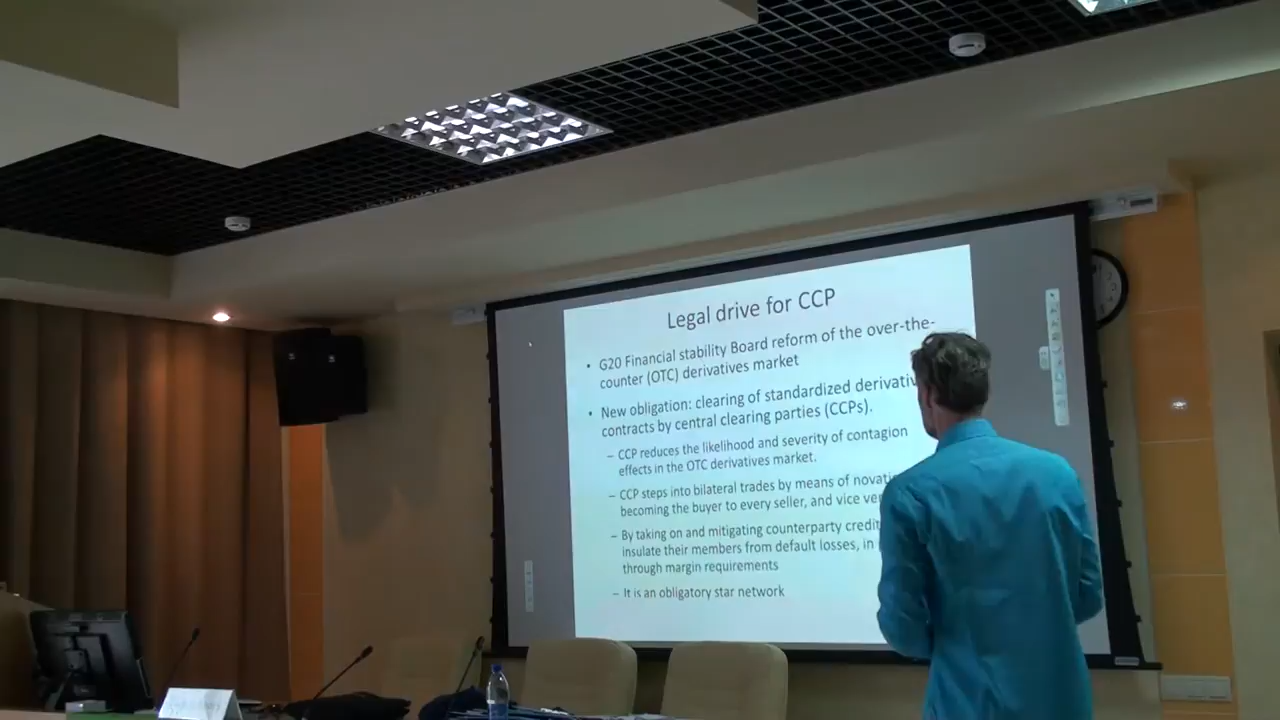 Legal drive for CCP
• G20 Financial stability Board reform of the over-the-
counter (OTC) derivatives market
• New obligation: clearing of standardized
contracts by central clearing parties (CCPs).
– CCP reduces the likelihood and severity of contagion
effects in the OTC derivatives market.
– CCP steps into bilateral trades by means of
becoming the buyer to every seller, and vice
– By taking on and mitigating counterparty
insulate their members from default losses, in
through margin requirements
– It is an obligatory star network